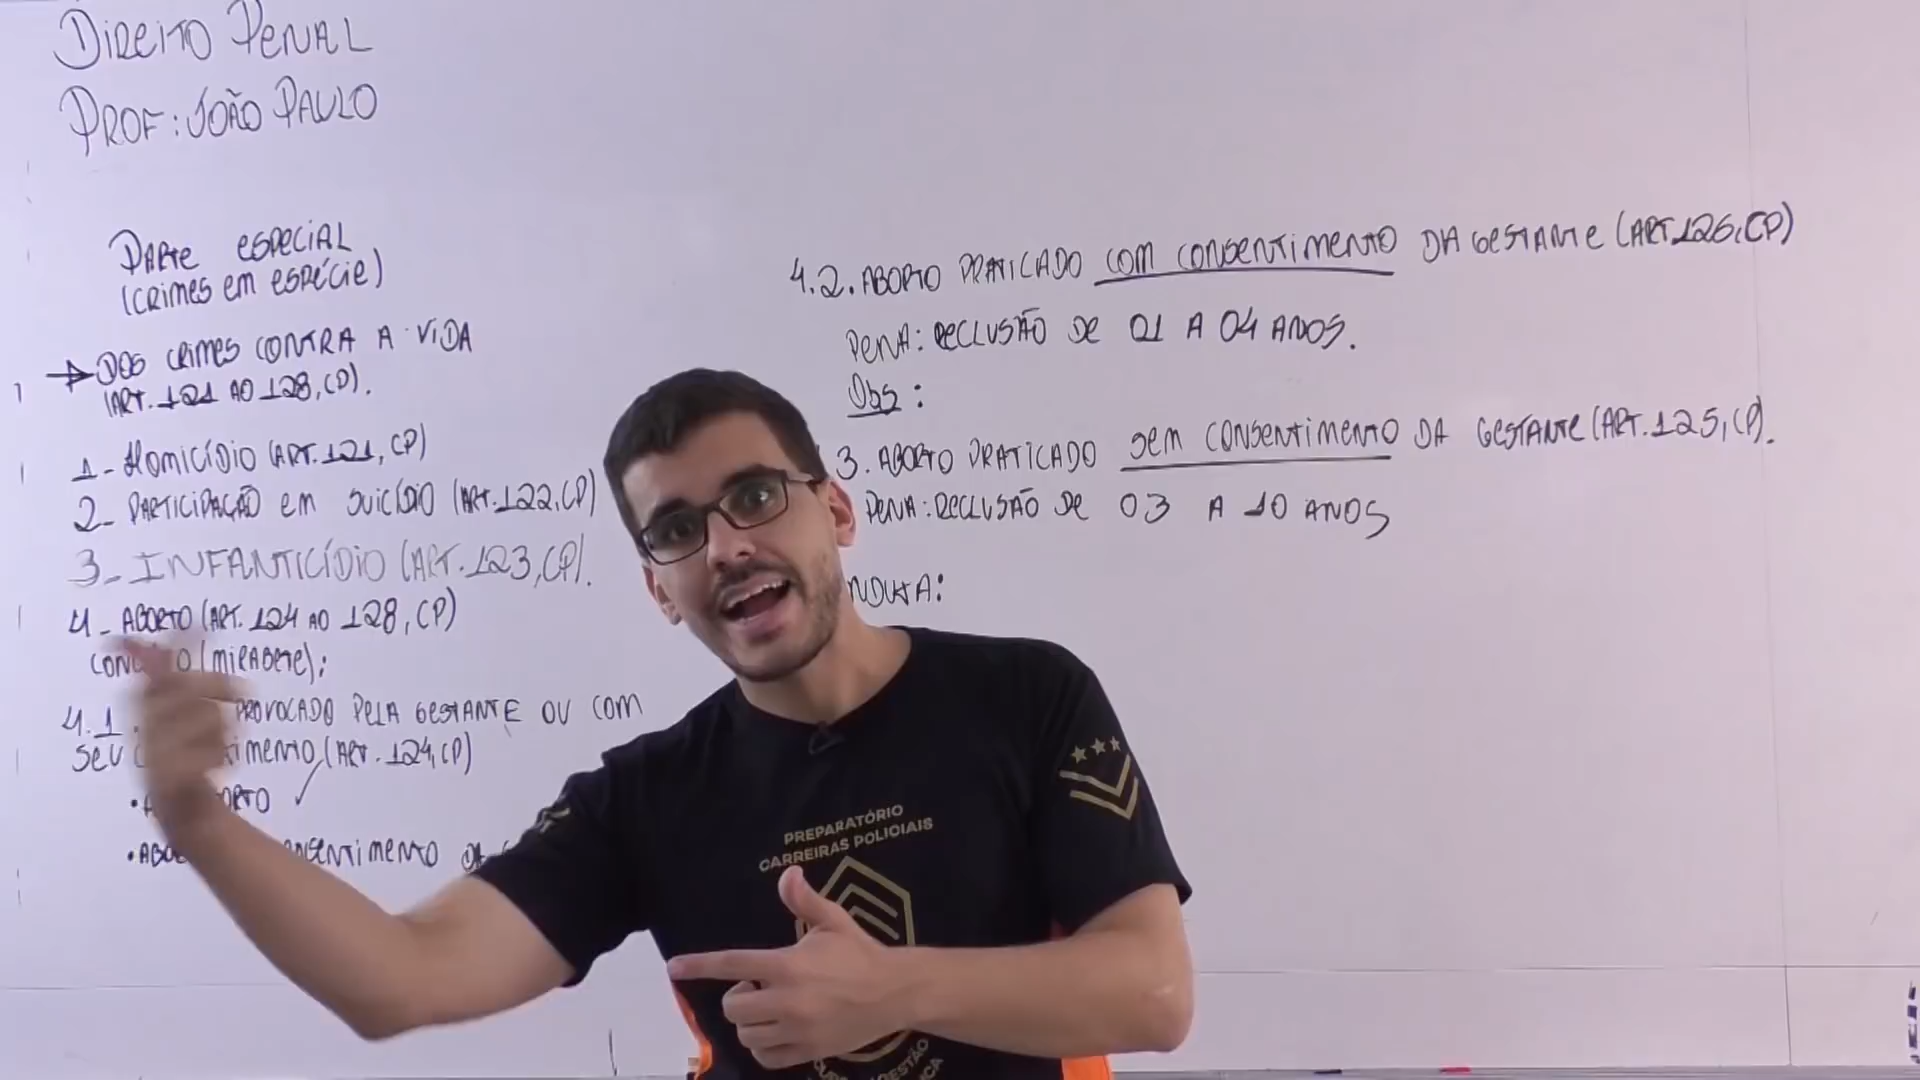 DIREITO PENAL
PROF: JOÃO PAULO
PARTE ESPECIAL
(CRIMES EM ESPÉCIE)
DOS CRIMES CONTRA A VIDA
(ART. 121 AO 128, CP).
1- HOMICÍDIO (ART. 121, CP)
2- PARTICIPAÇÃO EM SUICÍDIO (ART. 122, CP)
3- INFANTICÍDIO (ART. 123, CP).
4- ABORTO (ART. 124 AO 128, CP)
(MIRABETE):
4.1. PROVOCADO PELA GESTANTE OU COM
SEU (ART. 124, CP)
4.2. ABORTO PRATICADO COM CONSENTIMENTO DA GESTANTE (ART. 126, CP)
PENA: RECLUSÃO DE 01 A 04 ANOS.
Obs:
3. ABORTO PRATICADO SEM CONSENTIMENTO DA GESTANTE (ART. 125, CP).
PENA: RECLUSÃO DE 03 A 10 ANOS
PREPARATÓRIO
CARREIRAS POLICIAIS